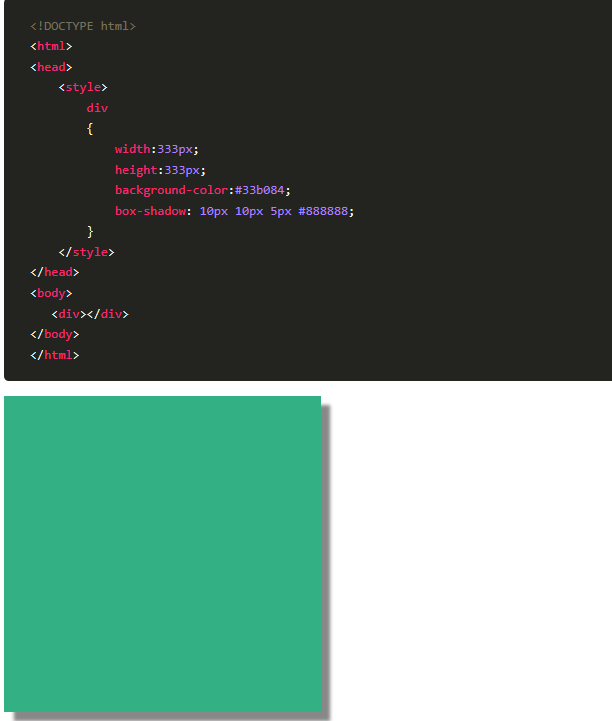 <!DOCTYPE html>
<html>
<head>
    <style>
        div
        {
            width:333px;
            height:333px;
            background-color:#33b084;
            box-shadow: 10px 10px 5px #888888;
        }
    </style>
</head>
<body>
   <div></div>
</body>
</html>